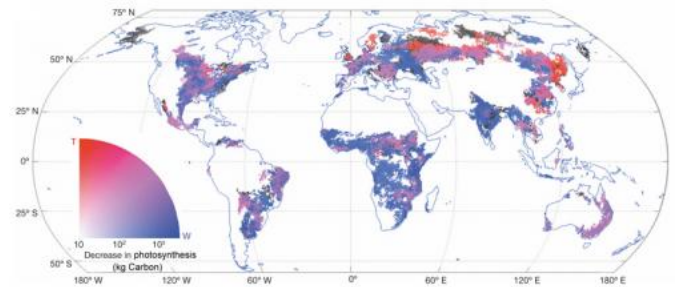 75° N
50° N
25° N
0°
25° S
50° S
T
W
10 10² 10³
Decrease in photosynthesis
(kg Carbon)
180° W 120° W 60° W 0° 60° E 120° E 180° E